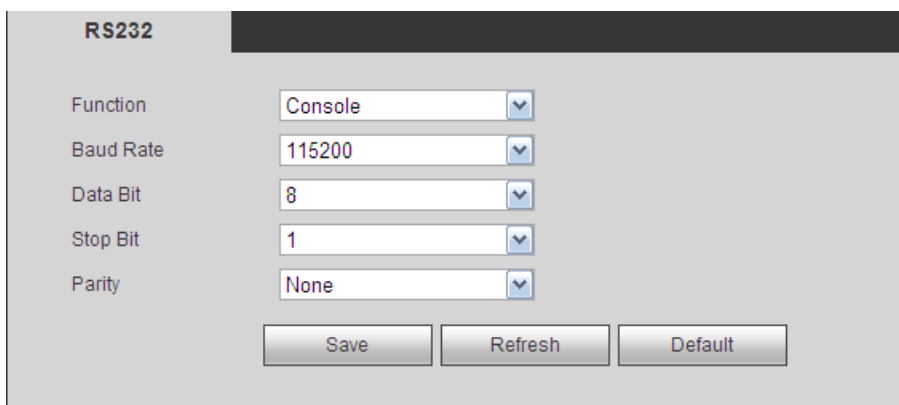 RS232
Function Console
Baud Rate 115200
Data Bit 8
Stop Bit 1
Parity None
Save Refresh Default